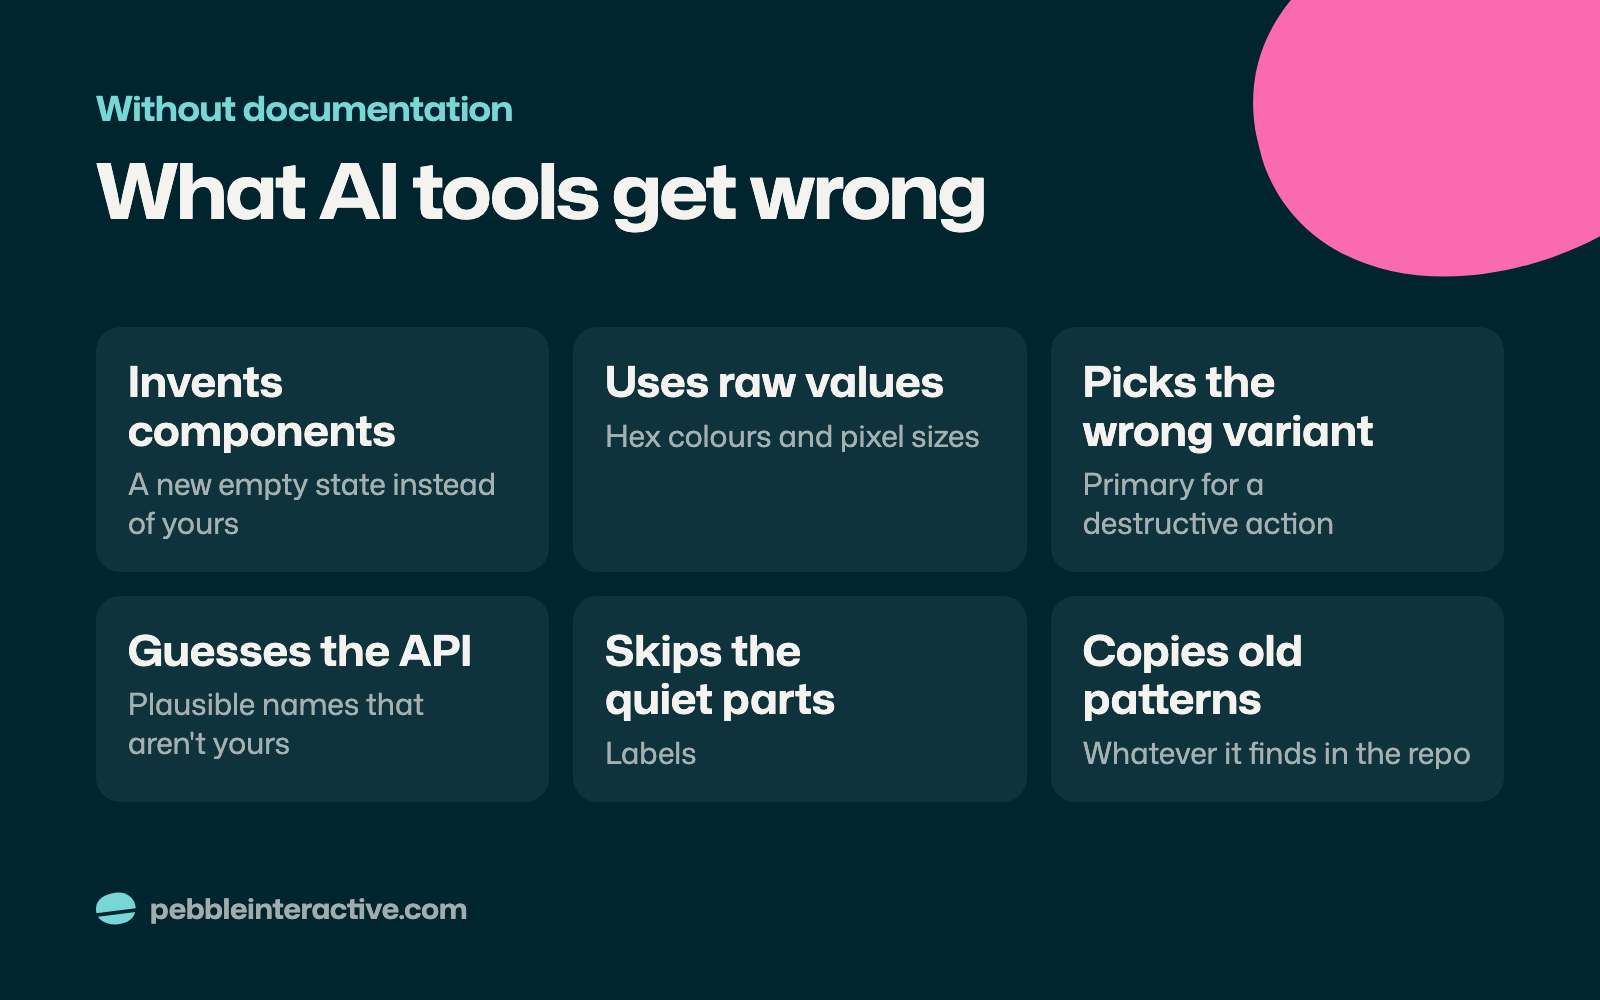 Without documentation
What AI tools get wrong
Invents
components
A new empty state instead
of yours
Uses raw values
Hex colours and pixel sizes
Picks the
wrong variant
Primary for a
destructive action
Guesses the API
Plausible names that
aren't yours
Skips the
quiet parts
Labels
Copies old
patterns
Whatever it finds in the repo
pebbleinteractive.com